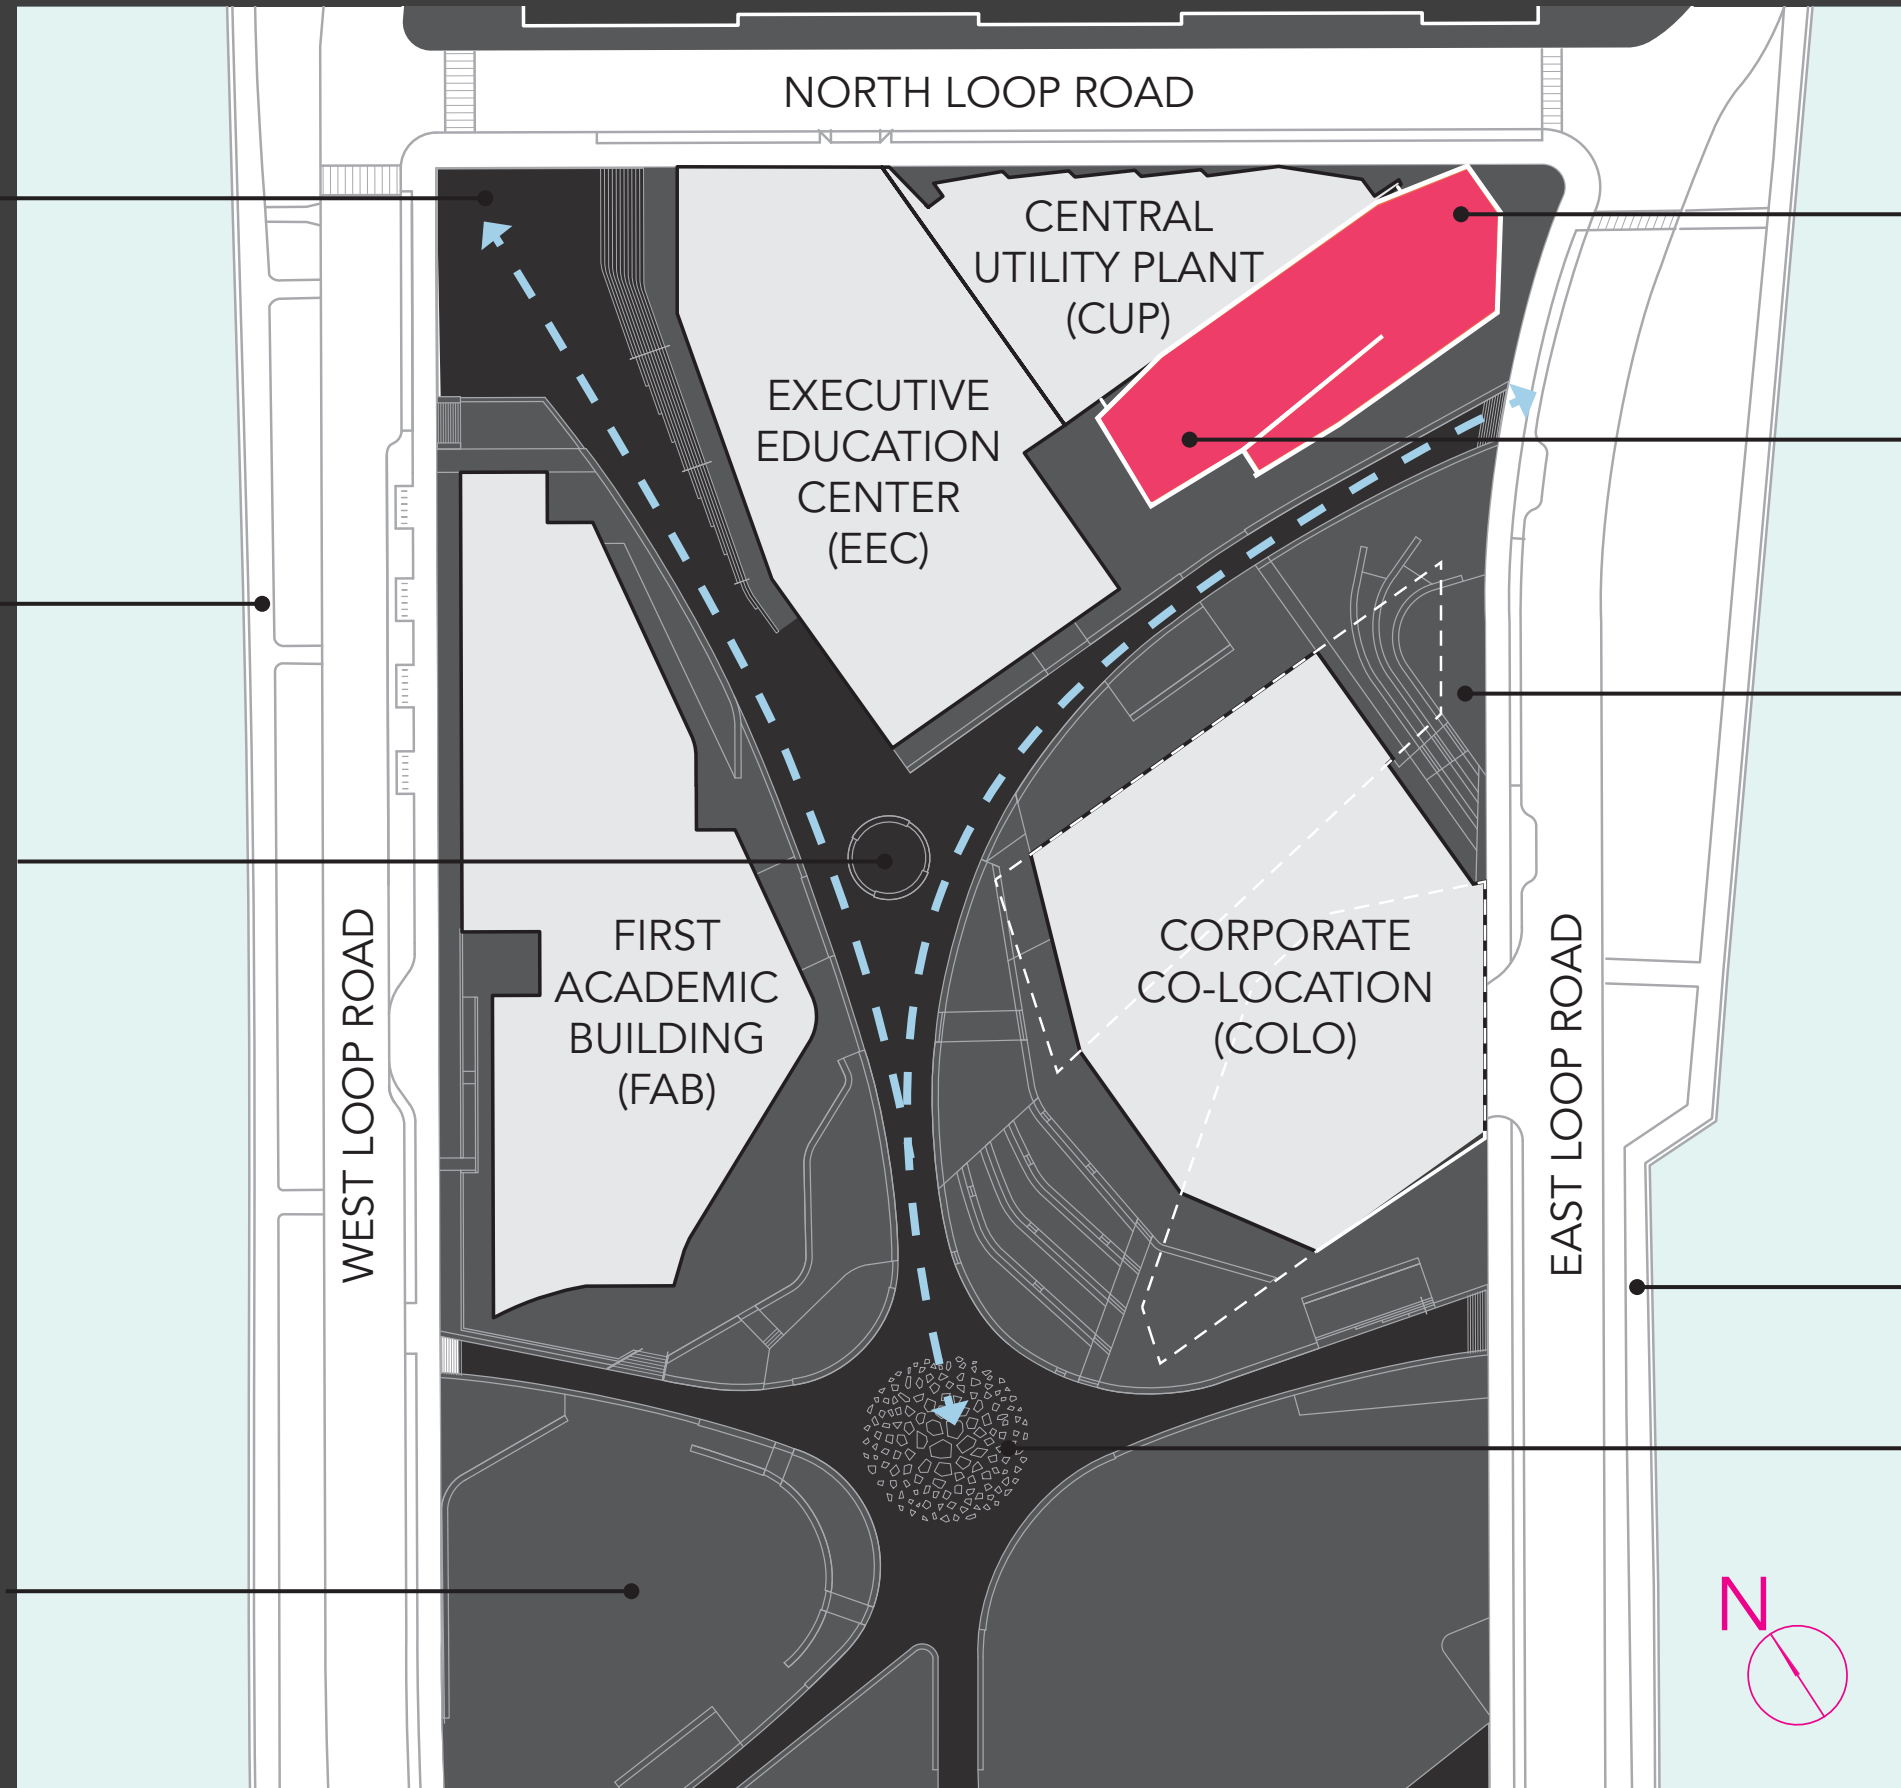 NORTH LOOP ROAD
CENTRAL
UTILITY PLANT
(CUP)
EXECUTIVE
EDUCATION
CENTER
(EEC)
FIRST
ACADEMIC
BUILDING
(FAB)
CORPORATE
CO-LOCATION
(COLO)
WEST LOOP ROAD
EAST LOOP ROAD
N